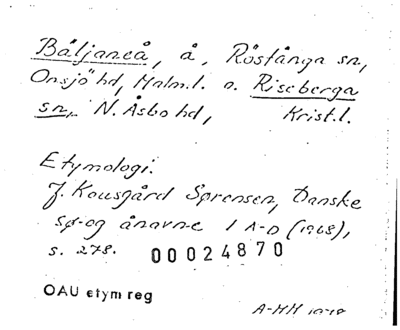 Båljaneå, å, Röstånga sn,
Onsjö hd, Malm.l. o. Riseberga
sn, N. Åsbo hd, Krist.l.
Etymologi:
J. Kousgård Sørensen, Danske
sø- og ånavne 1 A-D (1968),
s. 278. 00024870
OAU etym reg
A-MH